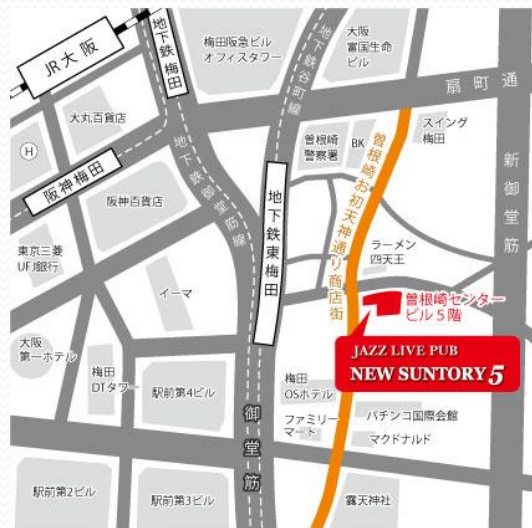 JR大阪
地下鉄梅田
梅田阪急ビル
オフィスタワー
地下鉄谷町線
大阪
富国生命
ビル
扇町通
大丸百貨店
H
阪神梅田
地下鉄御堂筋線
曽根崎
警察署
BK
スイング
梅田
新御堂筋
阪神百貨店
地下鉄東梅田
曽根崎お初天神通り商店街
東京三菱
UFJ銀行
イーマ
ラーメン
四天王
曽根崎センター
ビル5階
大阪
第一ホテル
梅田
DTタワー
駅前第4ビル
JAZZ LIVE PUB
NEW SUNTORY 5
梅田
OSホテル
ファミリー
マート
パチンコ国際会館
マクドナルド
御堂筋
駅前第2ビル
駅前第3ビル
露天神社